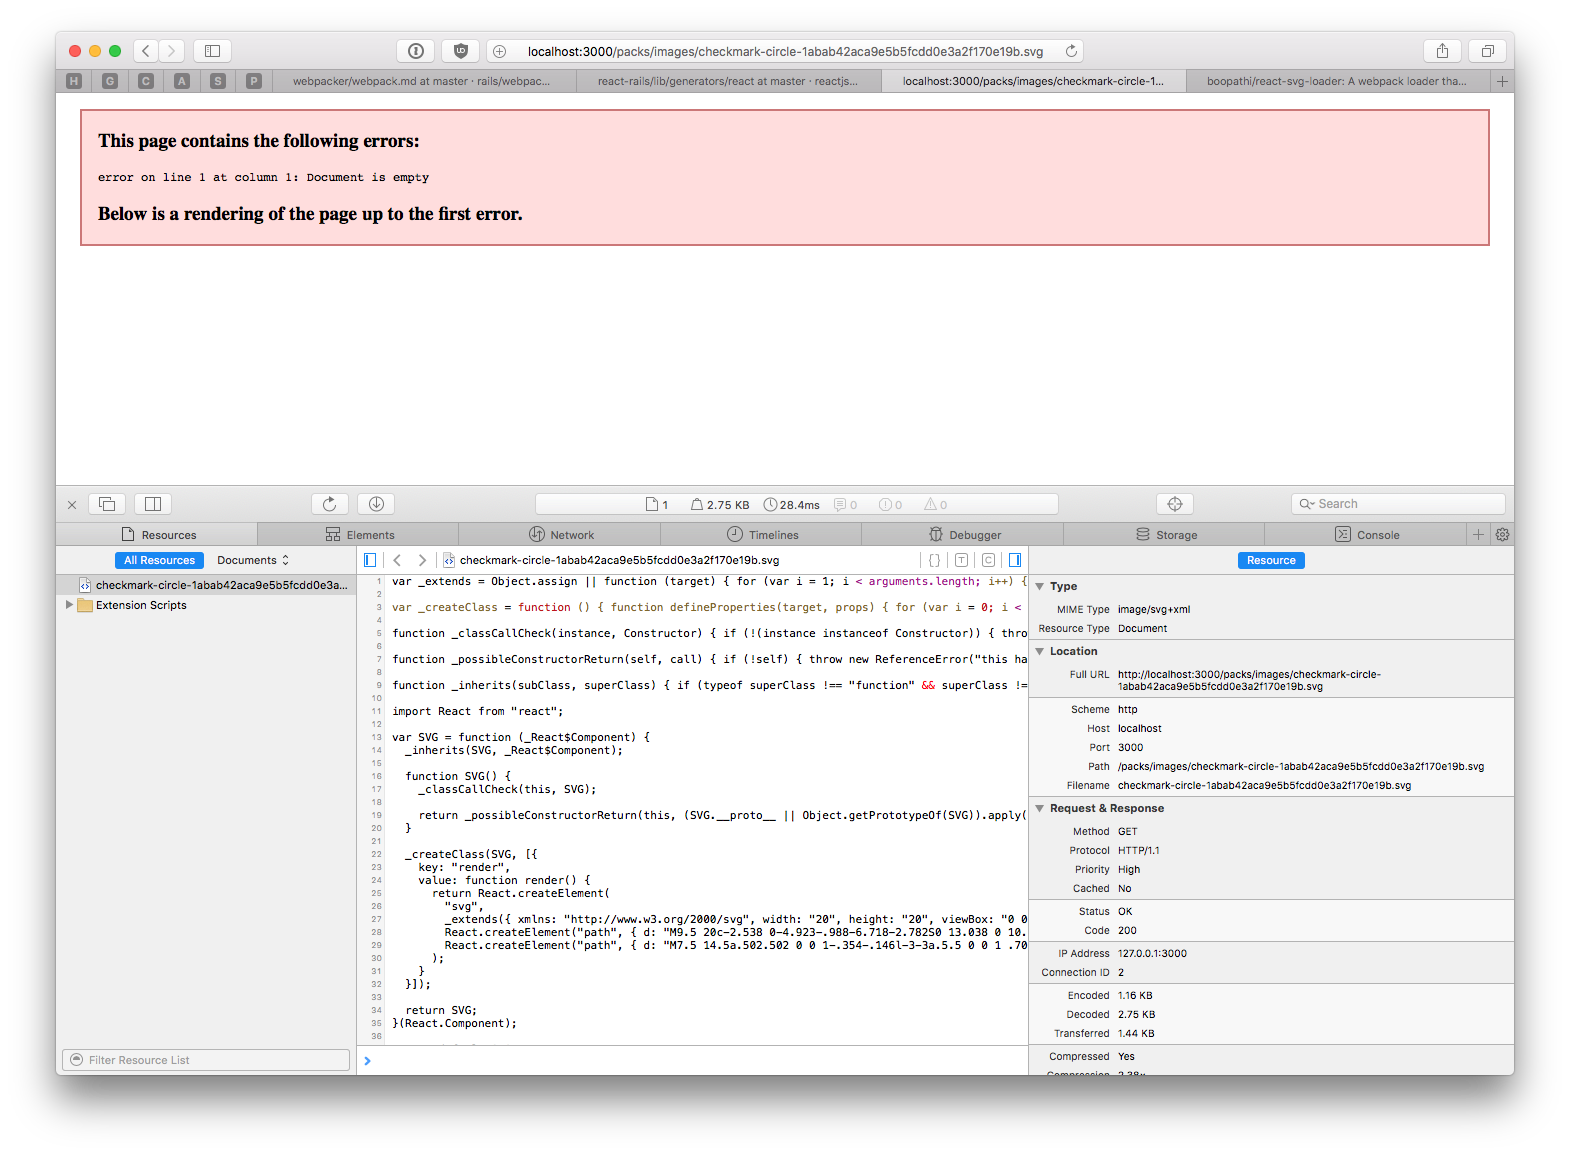 localhost:3000/packs/images/checkmark-circle-1abab42aca9e5b5fcdd0e3a2f170e19b.svg
H G C A S P
webpacker/webpack.md at master · rails/webpac...
react-rails/lib/generators/react at master · reactjs...
localhost:3000/packs/images/checkmark-circle-1...
boopathi/react-svg-loader: A webpack loader tha...
This page contains the following errors:
error on line 1 at column 1: Document is empty
Below is a rendering of the page up to the first error.
1 2.75 KB 28.4ms 0 0 0
Search
Resources Elements Network Timelines Debugger Storage Console
All Resources Documents
checkmark-circle-1abab42aca9e5b5fcdd0e3a...
Extension Scripts
Filter Resource List
checkmark-circle-1abab42aca9e5b5fcdd0e3a2f170e19b.svg
{} T C
1 var _extends = Object.assign || function (target) { for (var i = 1; i < arguments.length; i++) {
2
3 var _createClass = function () { function defineProperties(target, props) { for (var i = 0; i <
4
5 function _classCallCheck(instance, Constructor) { if (!(instance instanceof Constructor)) { thro
6
7 function _possibleConstructorReturn(self, call) { if (!self) { throw new ReferenceError("this ha
8
9 function _inherits(subClass, superClass) { if (typeof superClass !== "function" && superClass !=
10
11 import React from "react";
12
13 var SVG = function (_React$Component) {
14 _inherits(SVG, _React$Component);
15
16 function SVG() {
17 _classCallCheck(this, SVG);
18
19 return _possibleConstructorReturn(this, (SVG.__proto__ || Object.getPrototypeOf(SVG)).apply(
20 }
21
22 _createClass(SVG, [{
23 key: "render",
24 value: function render() {
25 return React.createElement(
26 "svg",
27 _extends({ xmlns: "http://www.w3.org/2000/svg", width: "20", height: "20", viewBox: "0 0
28 React.createElement("path", { d: "M9.5 20c-2.538 0-4.923-.988-6.718-2.782S0 13.038 0 10.
29 React.createElement("path", { d: "M7.5 14.5a.502.502 0 0 1-.354-.146l-3-3a.5.5 0 0 1 .70
30 );
31 }
32 }]);
33
34 return SVG;
35 }(React.Component);
36
Resource
Type
MIME Type image/svg+xml
Resource Type Document
Location
Full URL http://localhost:3000/packs/images/checkmark-circle-
1abab42aca9e5b5fcdd0e3a2f170e19b.svg
Scheme http
Host localhost
Port 3000
Path /packs/images/checkmark-circle-1abab42aca9e5b5fcdd0e3a2f170e19b.svg
Filename checkmark-circle-1abab42aca9e5b5fcdd0e3a2f170e19b.svg
Request & Response
Method GET
Protocol HTTP/1.1
Priority High
Cached No
Status OK
Code 200
IP Address 127.0.0.1:3000
Connection ID 2
Encoded 1.16 KB
Decoded 2.75 KB
Transferred 1.44 KB
Compressed Yes